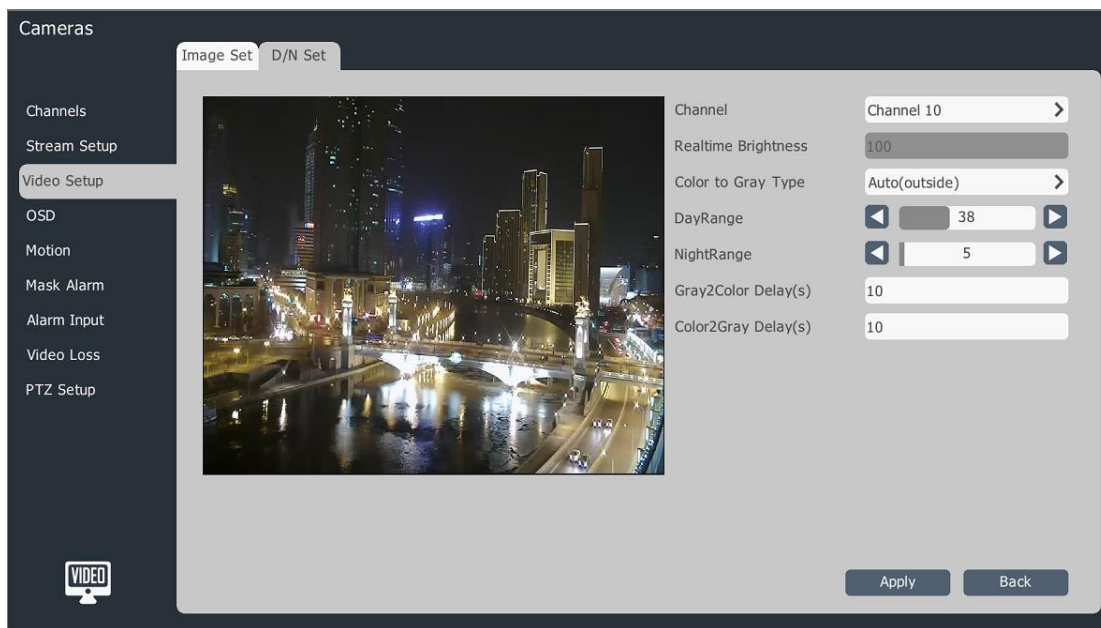 Cameras
Image Set D/N Set
Channels
Stream Setup
Video Setup
OSD
Motion
Mask Alarm
Alarm Input
Video Loss
PTZ Setup
VIDEO
Channel Channel 10
Realtime Brightness 100
Color to Gray Type Auto(outside)
DayRange 38
NightRange 5
Gray2Color Delay(s) 10
Color2Gray Delay(s) 10
Apply Back